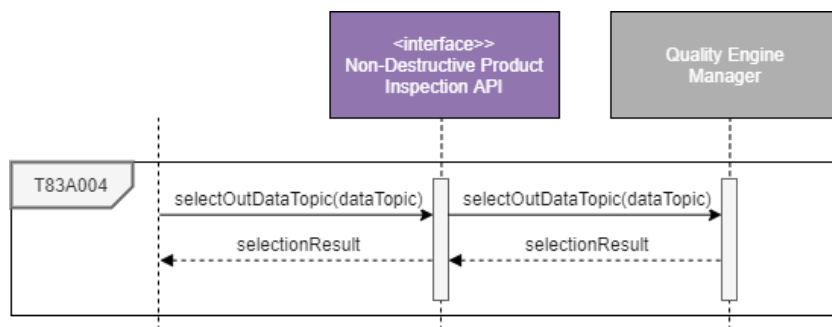 <interface>>
Non-Destructive Product
Inspection API
Quality Engine
Manager
T83A004
selectOutDataTopic(dataTopic)
selectOutDataTopic(dataTopic)
selectionResult
selectionResult